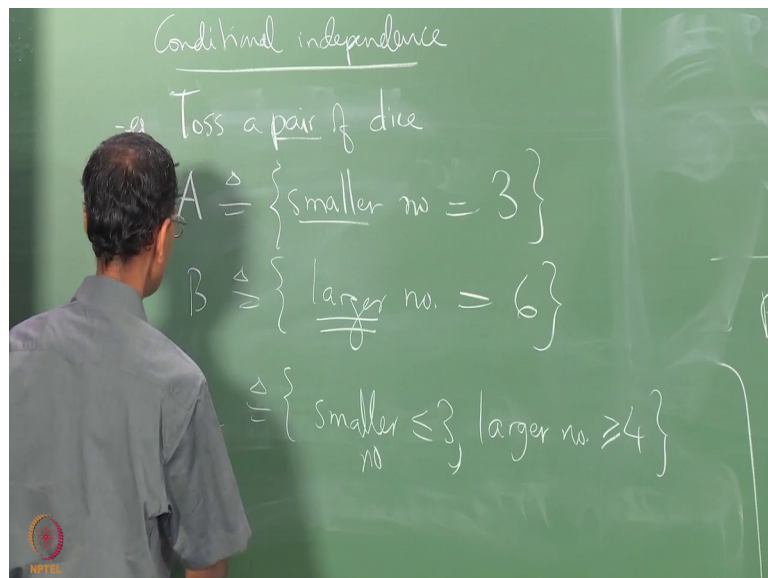 Conditional independence
Toss a pair of dice
A ≜ {smaller no = 3}
B ≜ {larger no. = 6}
≜ {smaller no ≤ 3, larger no. ≥ 4}
NPTEL